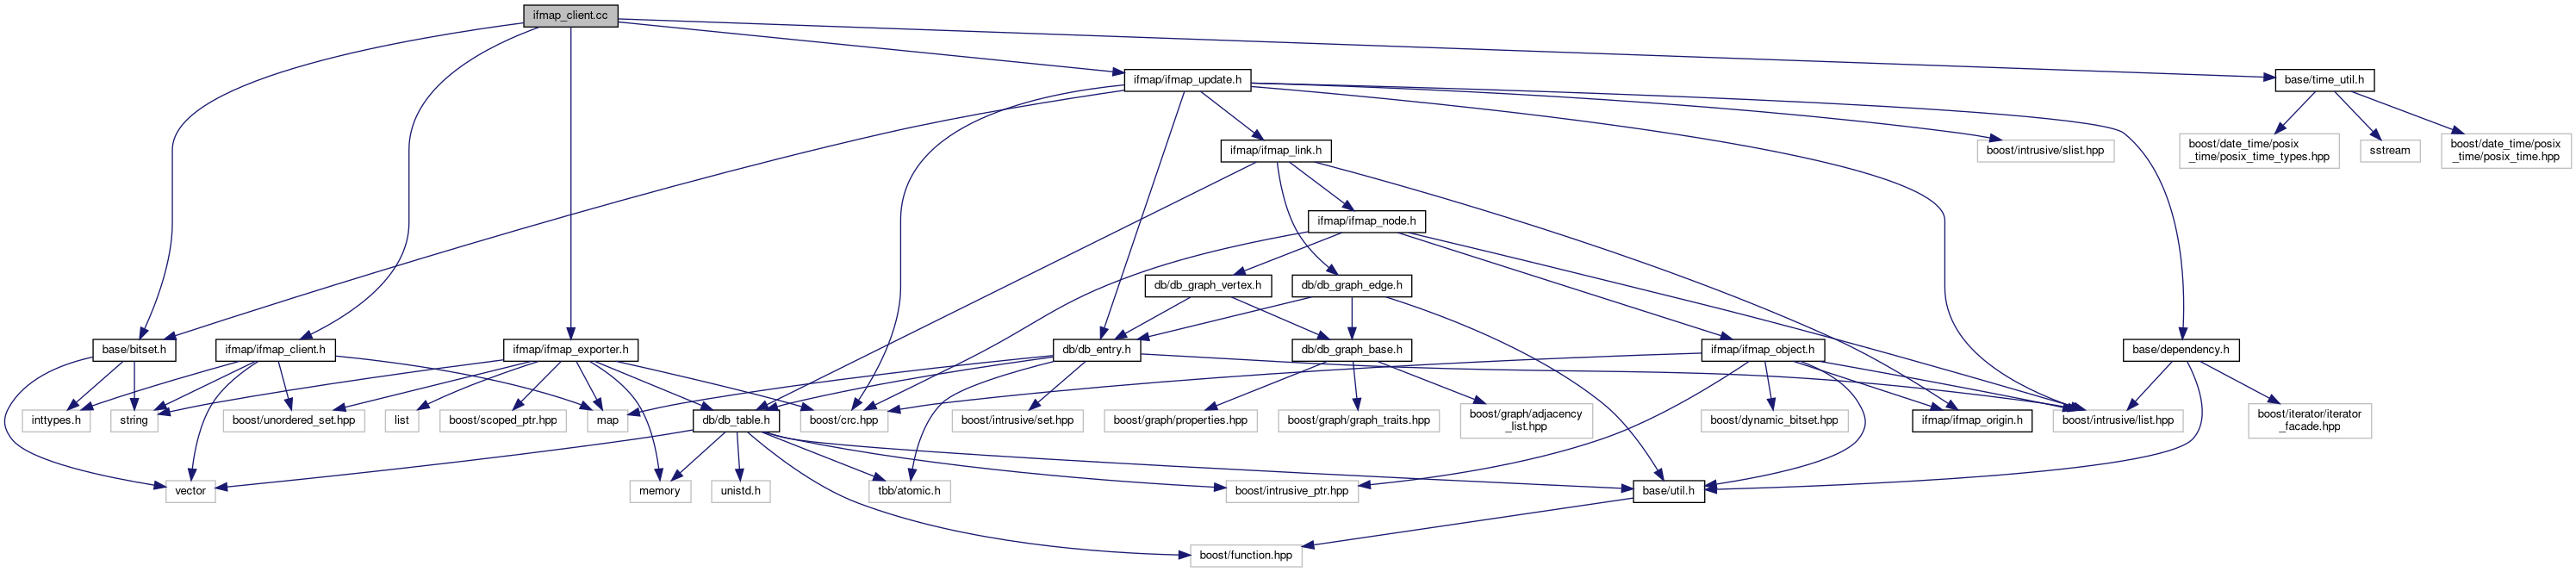 ifmap_client.cc
ifmap/ifmap_update.h
base/time_util.h
boost/date_time/posix
_time/posix_time_types.hpp
sstream
boost/date_time/posix
_time/posix_time.hpp
ifmap/ifmap_link.h
boost/intrusive/slist.hpp
ifmap/ifmap_node.h
db/db_graph_vertex.h
db/db_graph_edge.h
base/bitset.h
ifmap/ifmap_client.h
ifmap/ifmap_exporter.h
db/db_entry.h
db/db_graph_base.h
ifmap/ifmap_object.h
base/dependency.h
inttypes.h
string
boost/unordered_set.hpp
list
boost/scoped_ptr.hpp
map
db/db_table.h
boost/crc.hpp
boost/intrusive/set.hpp
boost/graph/properties.hpp
boost/graph/graph_traits.hpp
boost/graph/adjacency
_list.hpp
boost/dynamic_bitset.hpp
ifmap/ifmap_origin.h
boost/intrusive/list.hpp
boost/iterator/iterator
_facade.hpp
vector
memory
unistd.h
tbb/atomic.h
boost/intrusive_ptr.hpp
base/util.h
boost/function.hpp